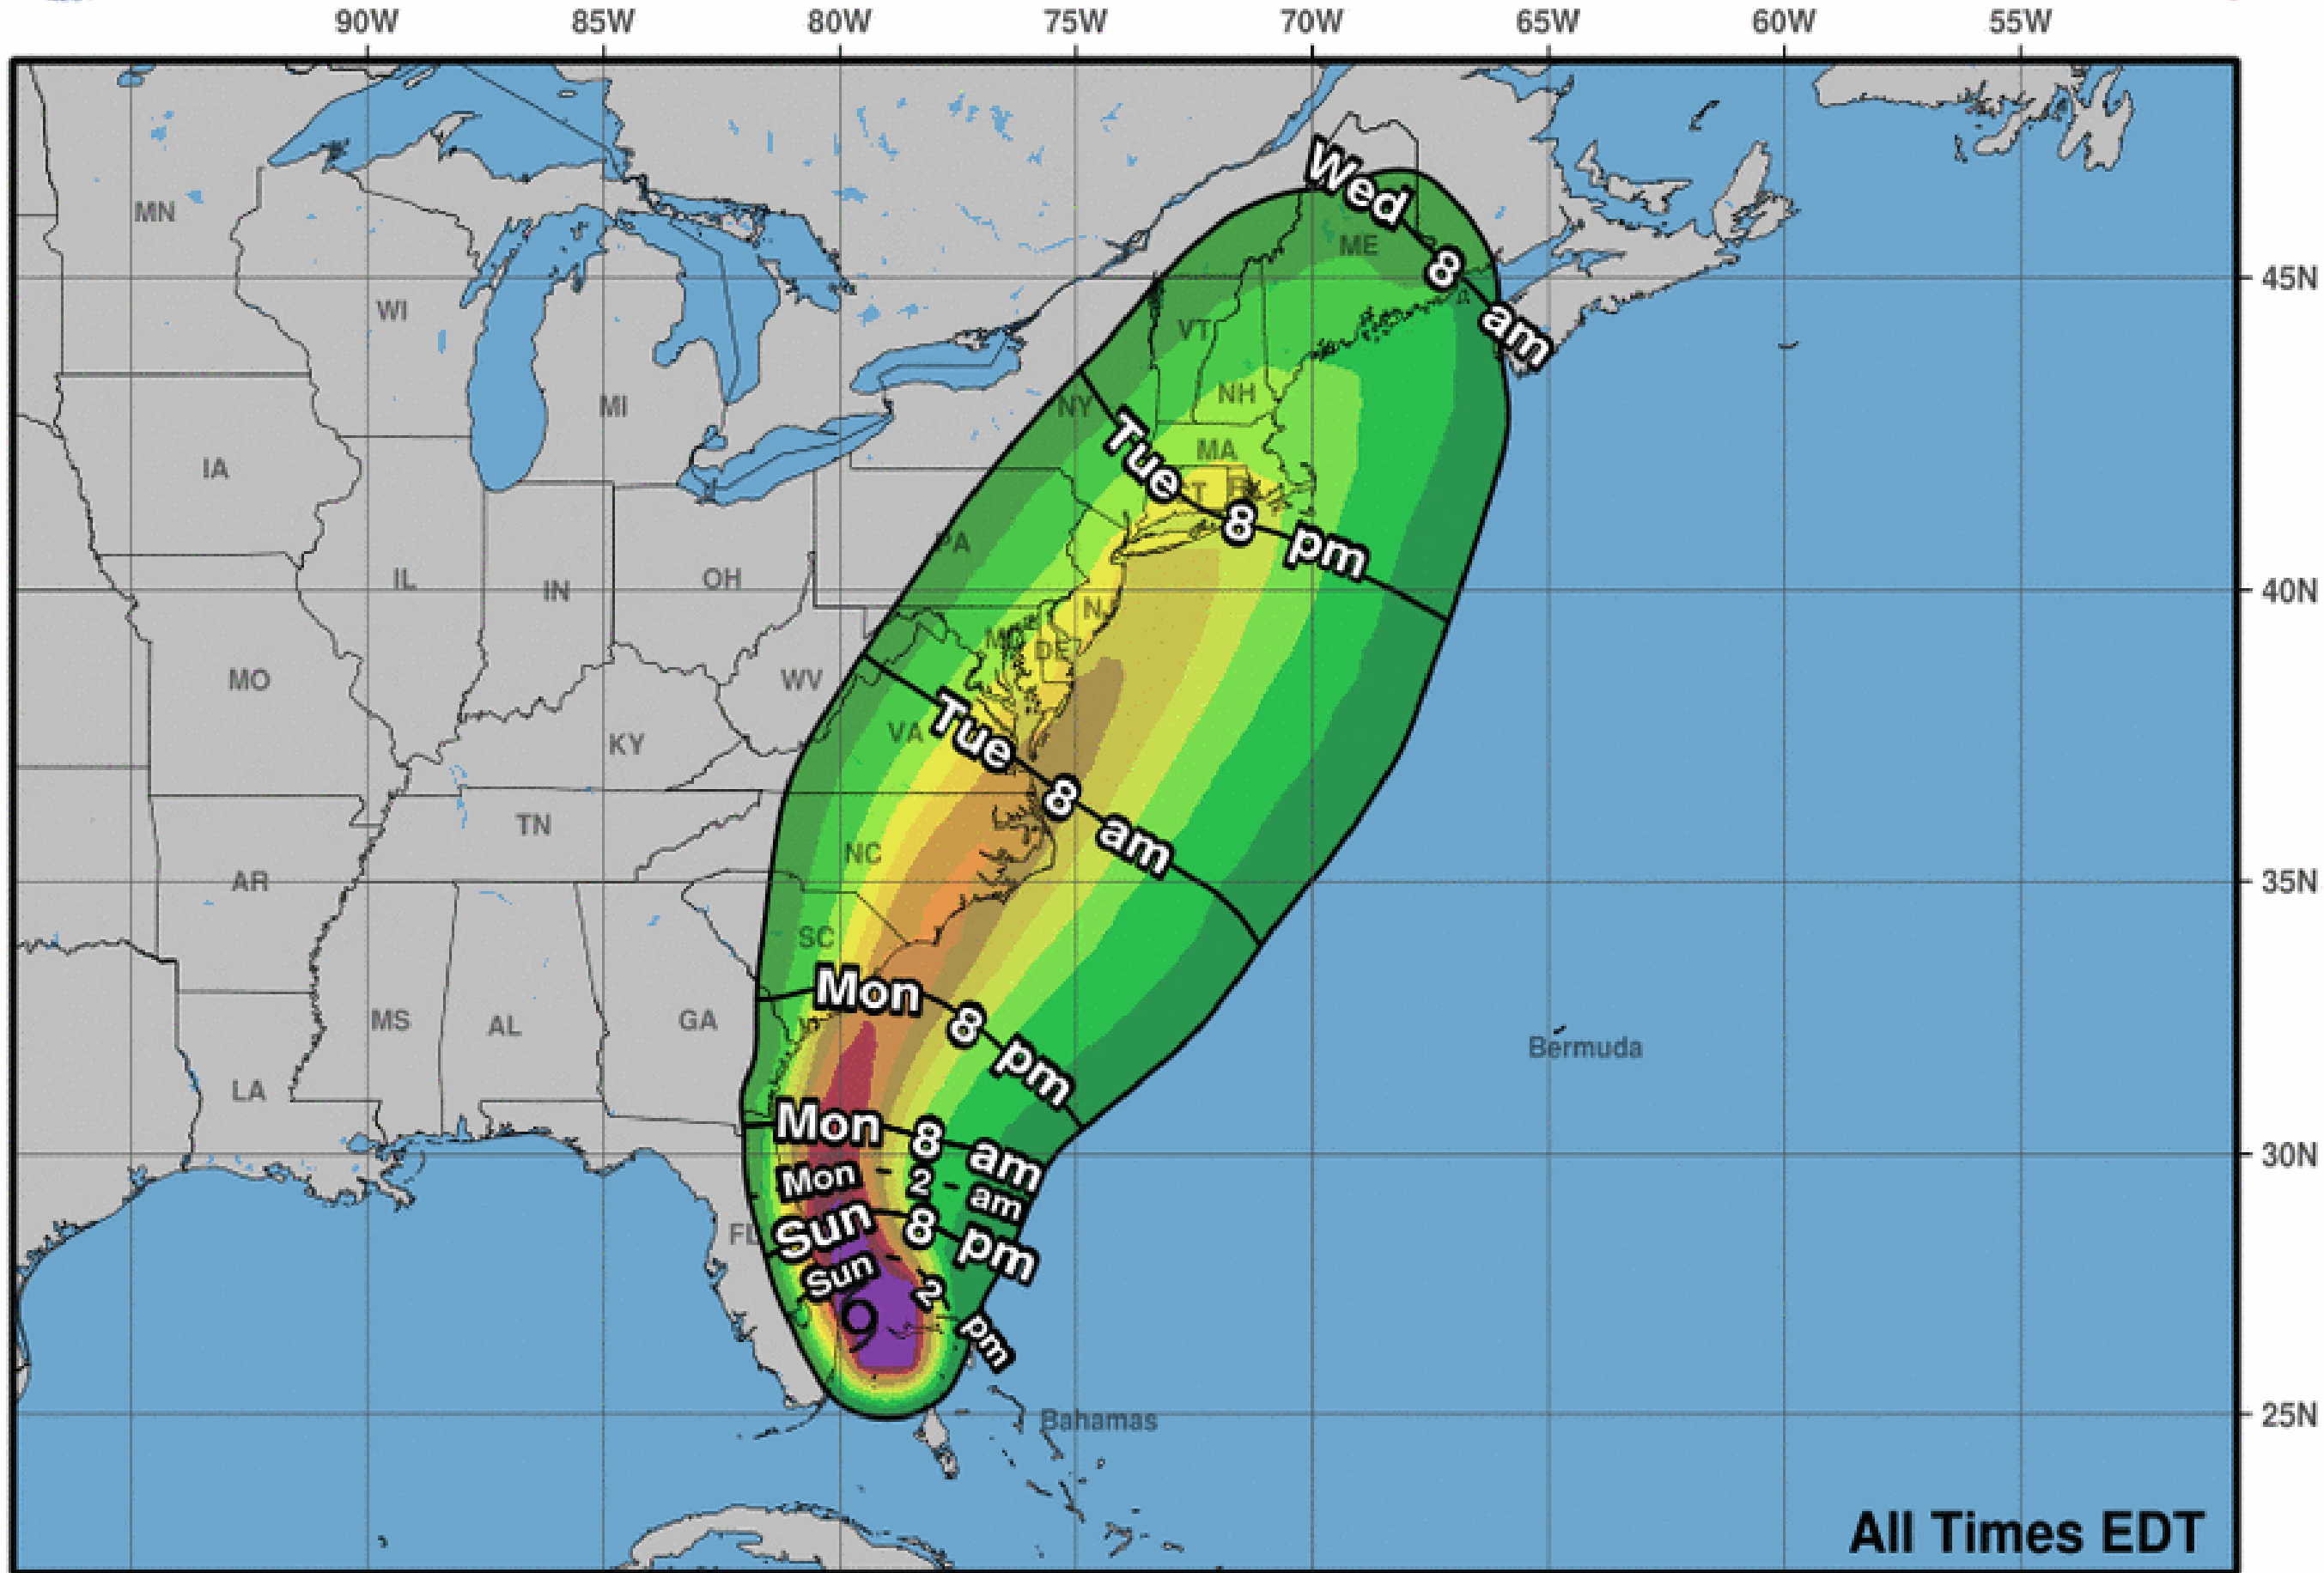 90W 85W 80W 75W 70W 65W 60W 55W
Wed 8 am
MN
ME
45N
WI
VT
MI
NH
NY
MA
Tue 8 pm
IA
PA
40N
IL
IN
OH
N
DE
MO
WV
VA
Tue 8 am
KY
TN
NC
AR
35N
SC
Mon 8 pm
MS
AL
GA
Bermuda
LA
Mon 8 am
30N
Mon 2 am
Sun 8 pm
FL
Sun 2 pm
Bahamas
25N
All Times EDT